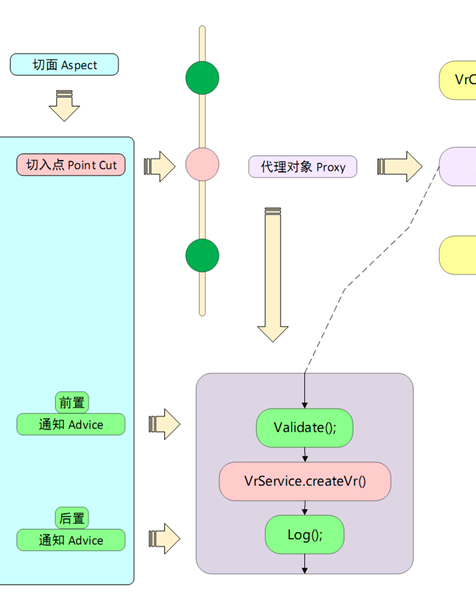 切面 Aspect
VrC
切入点 Point Cut
代理对象 Proxy
前置
通知 Advice
Validate();
VrService.createVr()
后置
通知 Advice
Log();